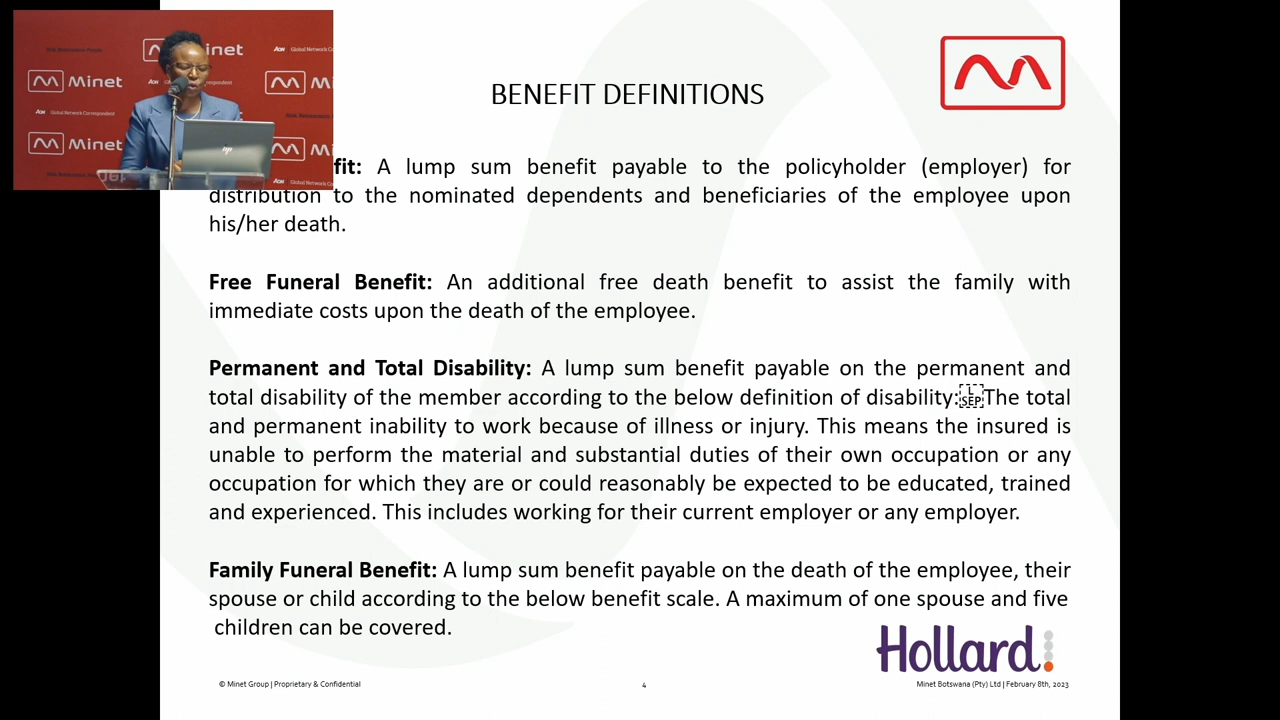 Minet
Minet
Minet
Minet
AON Global Network Correspondent
hp
BENEFIT DEFINITIONS
fit: A lump sum benefit payable to the policyholder (employer) for
distribution to the nominated dependents and beneficiaries of the employee upon
his/her death.
Free Funeral Benefit: An additional free death benefit to assist the family with
immediate costs upon the death of the employee.
Permanent and Total Disability: A lump sum benefit payable on the permanent and
total disability of the member according to the below definition of disability:L SEPThe total
and permanent inability to work because of illness or injury. This means the insured is
unable to perform the material and substantial duties of their own occupation or any
occupation for which they are or could reasonably be expected to be educated, trained
and experienced. This includes working for their current employer or any employer.
Family Funeral Benefit: A lump sum benefit payable on the death of the employee, their
spouse or child according to the below benefit scale. A maximum of one spouse and five
children can be covered.
Hollard.
© Minet Group | Proprietary & Confidential
4
Minet Botswana (Pty) Ltd | February 8th, 2023